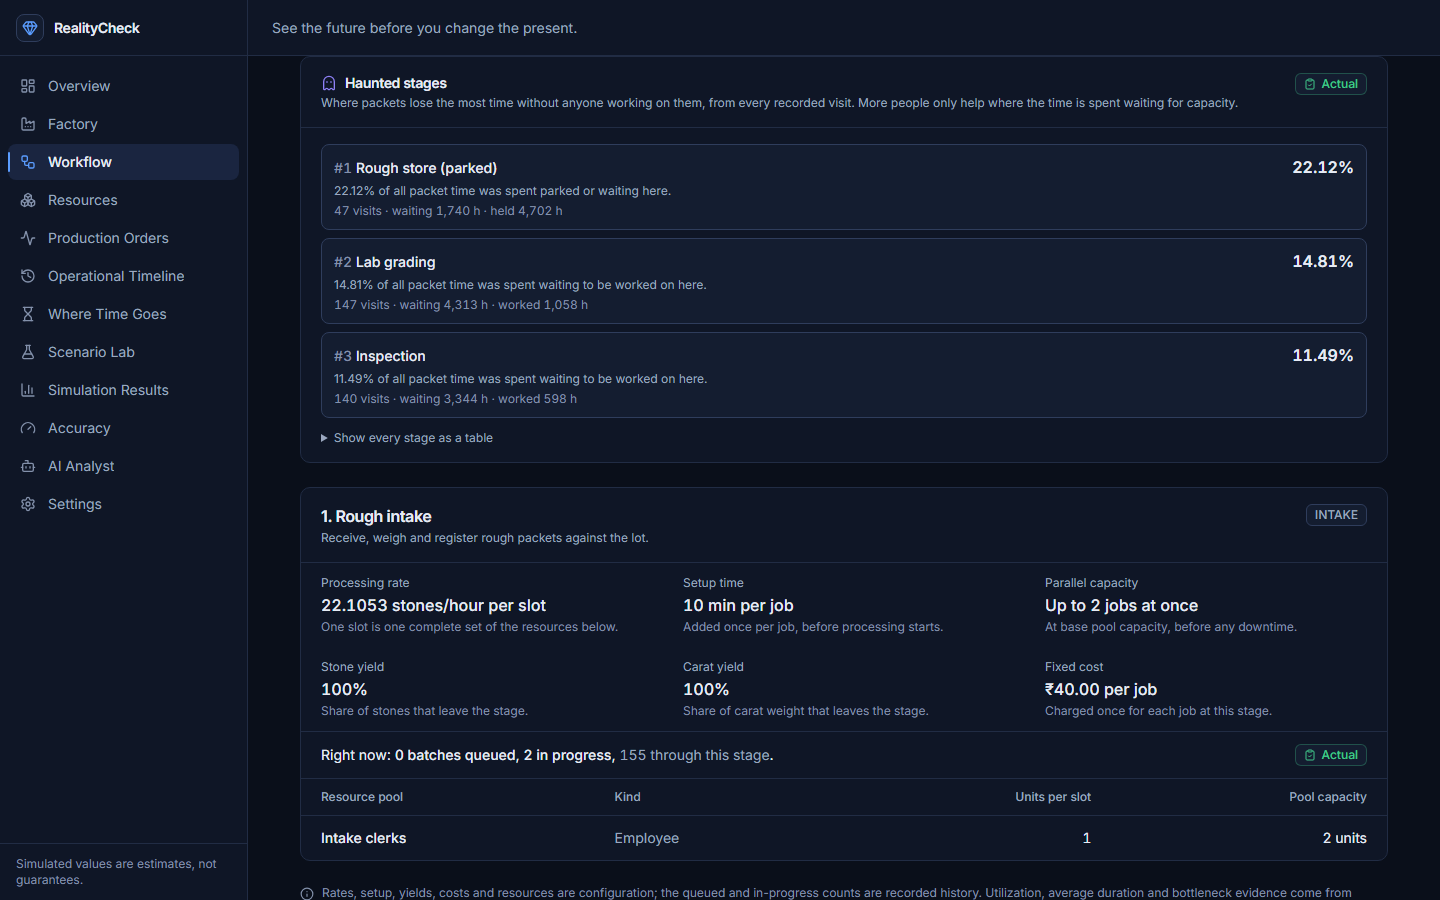 RealityCheck
See the future before you change the present.
Overview
Factory
Workflow
Resources
Production Orders
Operational Timeline
Where Time Goes
Scenario Lab
Simulation Results
Accuracy
AI Analyst
Settings
Simulated values are estimates, not
guarantees.
Haunted stages
Actual
Where packets lose the most time without anyone working on them, from every recorded visit. More people only help where the time is spent waiting for capacity.
#1 Rough store (parked)
22.12%
22.12% of all packet time was spent parked or waiting here.
47 visits · waiting 1,740 h · held 4,702 h
#2 Lab grading
14.81%
14.81% of all packet time was spent waiting to be worked on here.
147 visits · waiting 4,313 h · worked 1,058 h
#3 Inspection
11.49%
11.49% of all packet time was spent waiting to be worked on here.
140 visits · waiting 3,344 h · worked 598 h
Show every stage as a table
1. Rough intake
INTAKE
Receive, weigh and register rough packets against the lot.
Processing rate
22.1053 stones/hour per slot
One slot is one complete set of the resources below.
Setup time
10 min per job
Added once per job, before processing starts.
Parallel capacity
Up to 2 jobs at once
At base pool capacity, before any downtime.
Stone yield
100%
Share of stones that leave the stage.
Carat yield
100%
Share of carat weight that leaves the stage.
Fixed cost
₹40.00 per job
Charged once for each job at this stage.
Right now: 0 batches queued, 2 in progress, 155 through this stage.
Actual
Resource pool Kind Units per slot Pool capacity
Intake clerks Employee 1 2 units
Rates, setup, yields, costs and resources are configuration; the queued and in-progress counts are recorded history. Utilization, average duration and bottleneck evidence come from